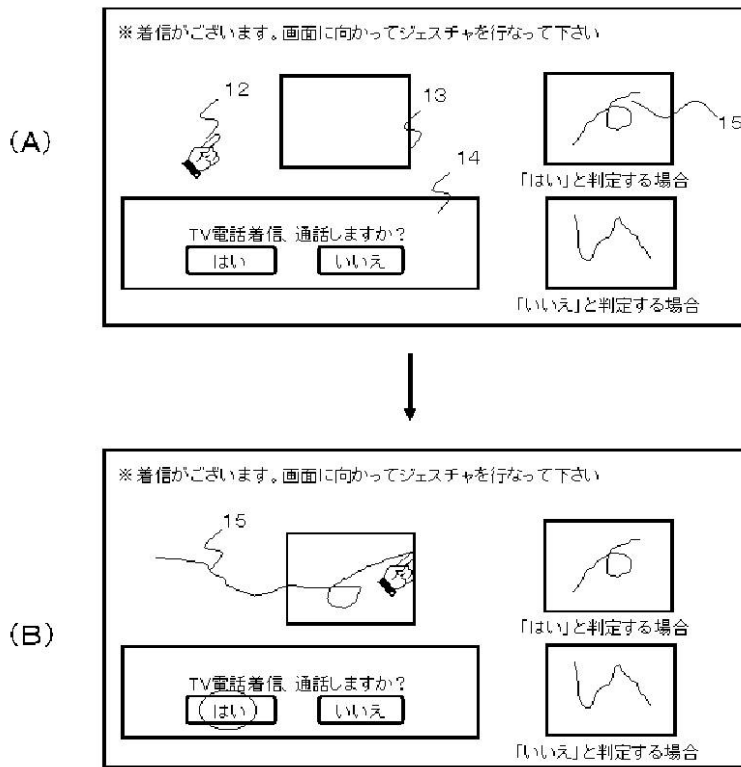 (A)
※着信がございます。画面に向かってジェスチャを行なって下さい
12
13
15
14
「はい」と判定する場合
TV電話着信、通話しますか?
はい
いいえ
「いいえ」と判定する場合
(B)
※着信がございます。画面に向かってジェスチャを行なって下さい
15
「はい」と判定する場合
TV電話着信、通話しますか?
はい
いいえ
「いいえ」と判定する場合